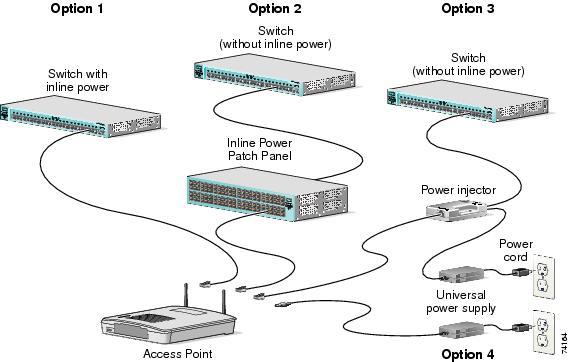 Option 1
Option 2
Option 3
Switch
(without inline power)
Switch with
inline power
Switch
(without inline power)
Inline Power
Patch Panel
Power injector
Power
cord
Universal
power supply
Access Point
Option 4
74164